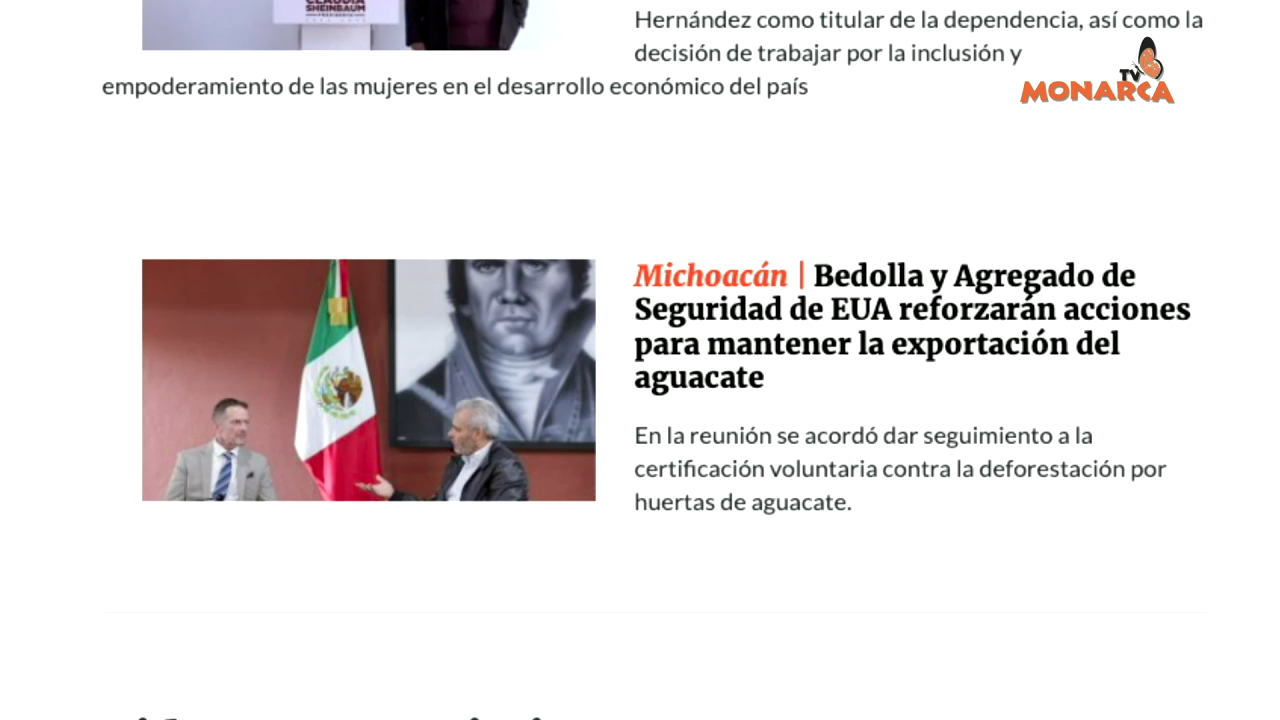 CLAUDIA
SHEINBAUM
Hernández como titular de la dependencia, así como la
decisión de trabajar por la inclusión y
empoderamiento de las mujeres en el desarrollo económico del país
TV
MONARCA
Michoacán | Bedolla y Agregado de
Seguridad de EUA reforzarán acciones
para mantener la exportación del
aguacate
En la reunión se acordó dar seguimiento a la
certificación voluntaria contra la deforestación por
huertas de aguacate.